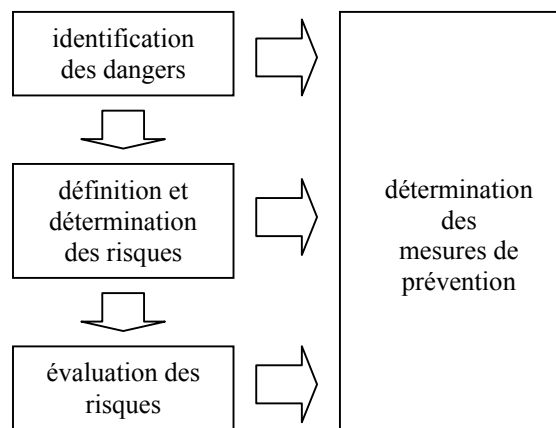 identification
des dangers
définition et
détermination
des risques
évaluation des
risques
détermination
des
mesures de
prévention